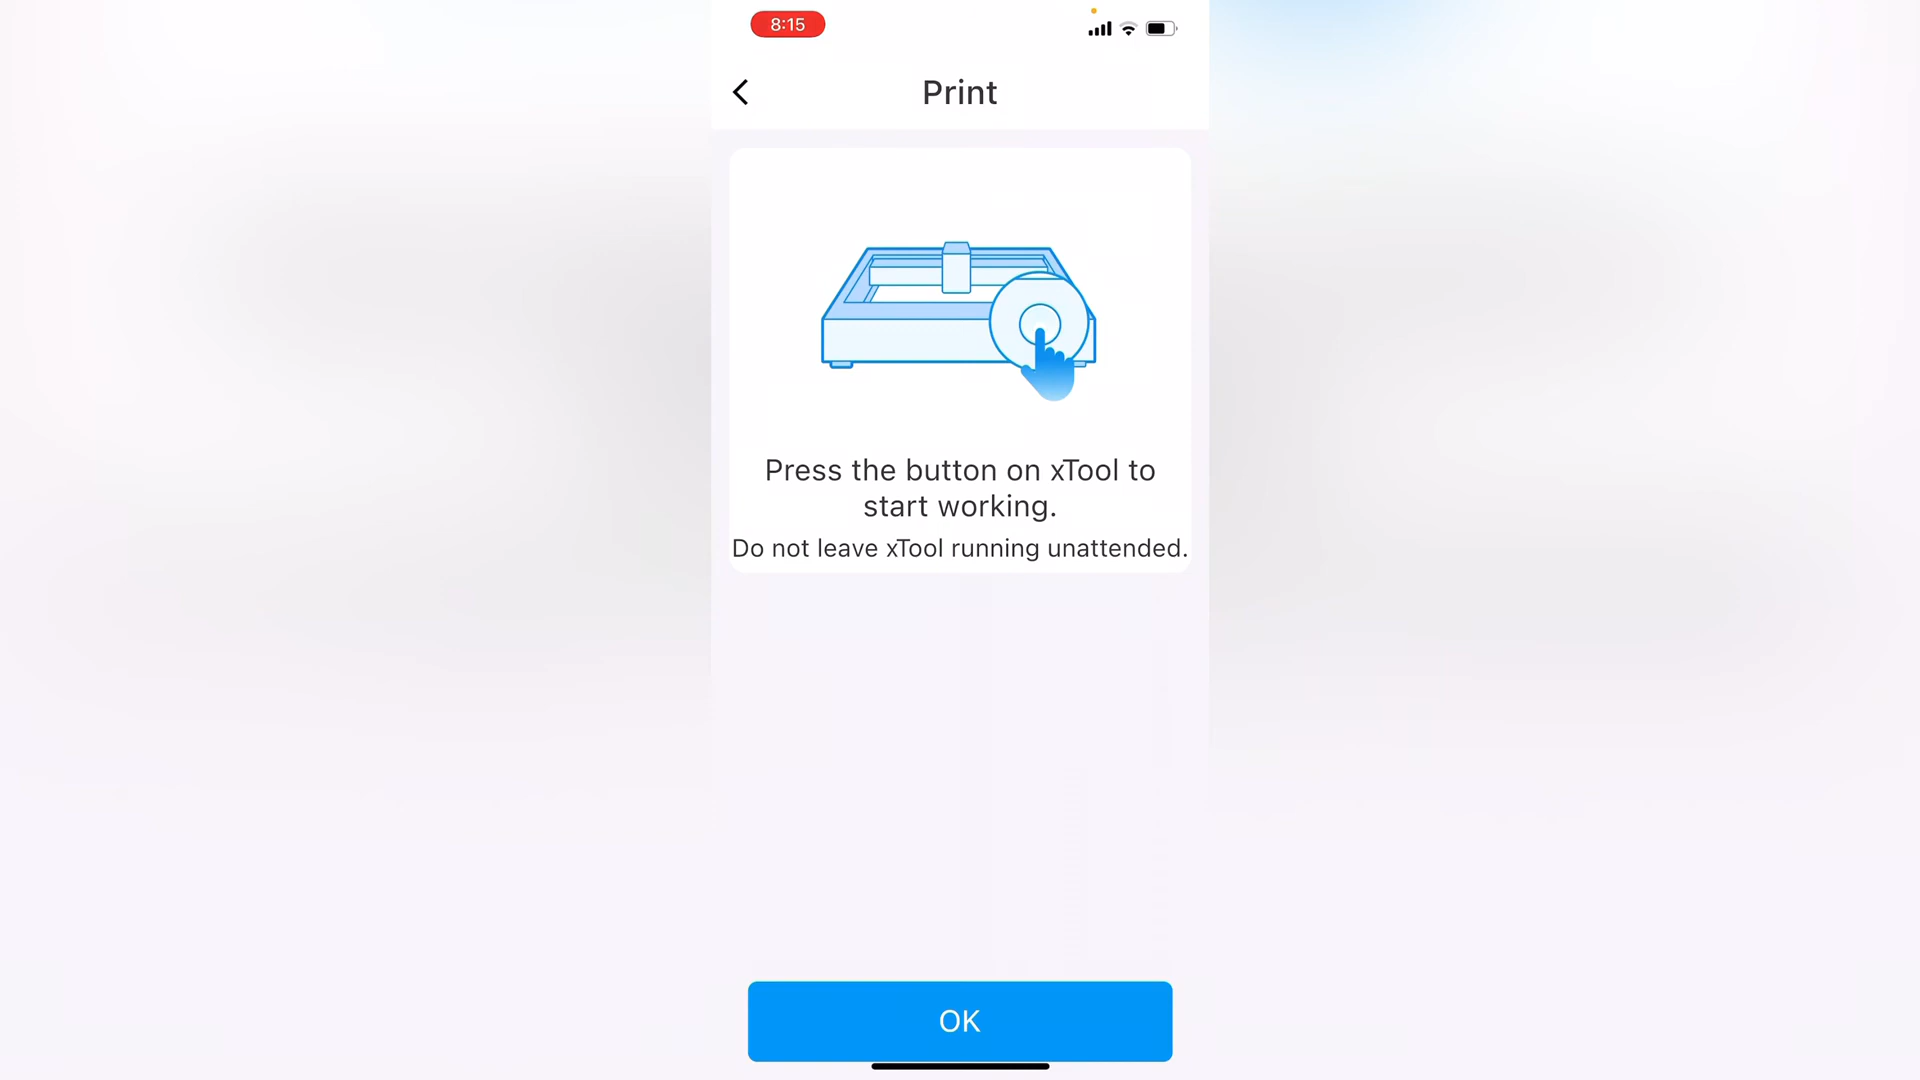 8:15
Print
Press the button on xTool to
start working.
Do not leave xTool running unattended.
OK